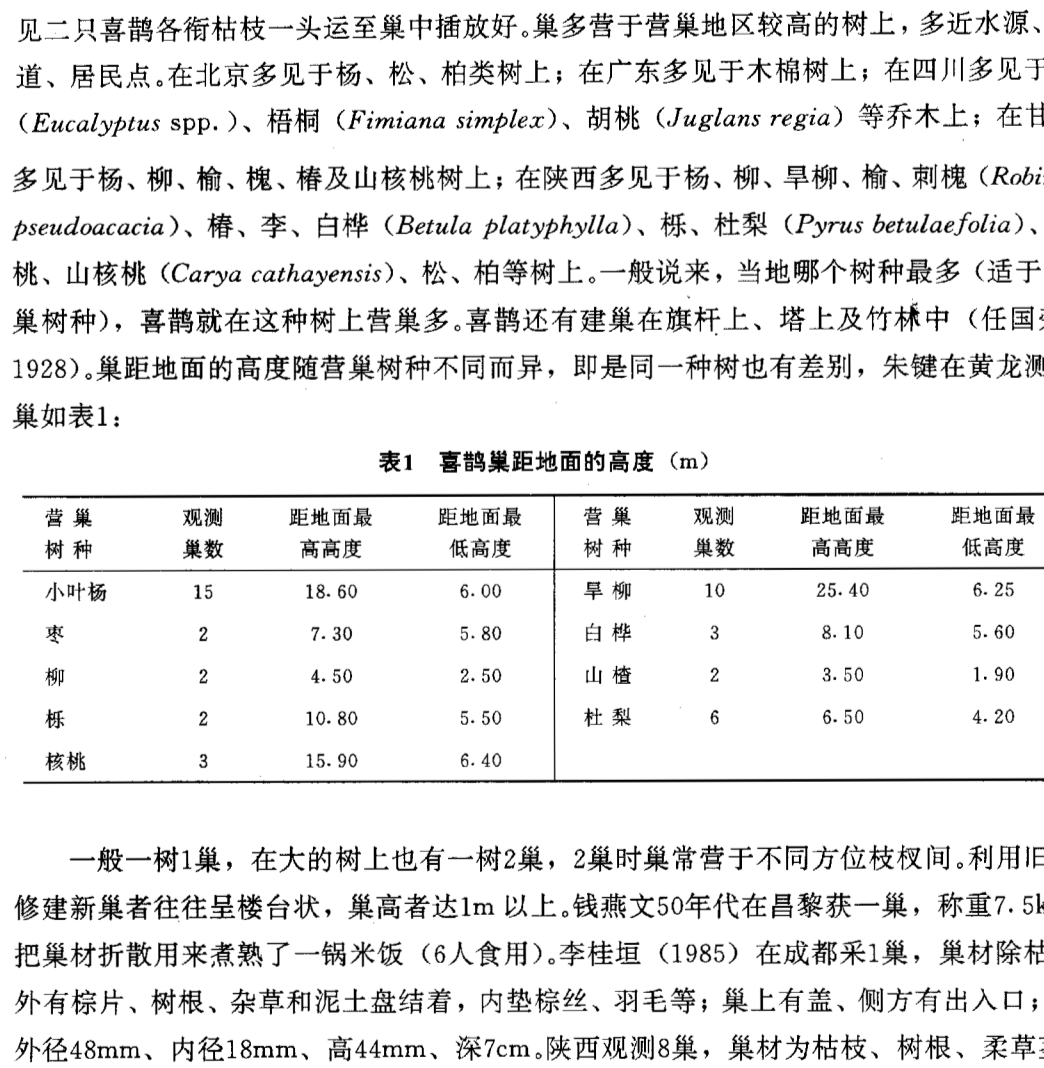 见二只喜鹊各衔枯枝一头运至巢中插放好。巢多营于营巢地区较高的树上，多近水源、
道、居民点。在北京多见于杨、松、柏类树上；在广东多见于木棉树上；在四川多见于
（Eucalyptus spp.）、梧桐（Fimiana simplex）、胡桃（Juglans regia）等乔木上；在甘
多见于杨、柳、榆、槐、椿及山核桃树上；在陕西多见于杨、柳、旱柳、榆、刺槐（Robi
pseudoacacia）、椿、李、白桦（Betula platyphylla）、栎、杜梨（Pyrus betulaefolia）、
桃、山核桃（Carya cathayensis）、松、柏等树上。一般说来，当地哪个树种最多（适于
巢树种），喜鹊就在这种树上营巢多。喜鹊还有建巢在旗杆上、塔上及竹林中（任国
1928）。巢距地面的高度随营巢树种不同而异，即是同一种树也有差别，朱键在黄龙测
巢如表1：
表1 喜鹊巢距地面的高度（m）
营巢 观测 距地面最 距地面最 营巢 观测 距地面最 距地面最
树种 巢数 高高度 低高度 树种 巢数 高高度 低高度
小叶杨 15 18.60 6.00 旱柳 10 25.40 6.25
枣 2 7.30 5.80 白桦 3 8.10 5.60
柳 2 4.50 2.50 山楂 2 3.50 1.90
栎 2 10.80 5.50 杜梨 6 6.50 4.20
核桃 3 15.90 6.40
一般一树1巢，在大的树上也有一树2巢，2巢时巢常营于不同方位枝杈间。利用旧
修建新巢者往往呈楼台状，巢高者达1m 以上。钱燕文50年代在昌黎获一巢，称重7.5k
把巢材折散用来煮熟了一锅米饭（6人食用）。李桂垣（1985）在成都采1巢，巢材除枯
外有棕片、树根、杂草和泥土盘结着，内垫棕丝、羽毛等；巢上有盖、侧方有出入口；
外径48mm、内径18mm、高44mm、深7cm。陕西观测8巢，巢材为枯枝、树根、柔草